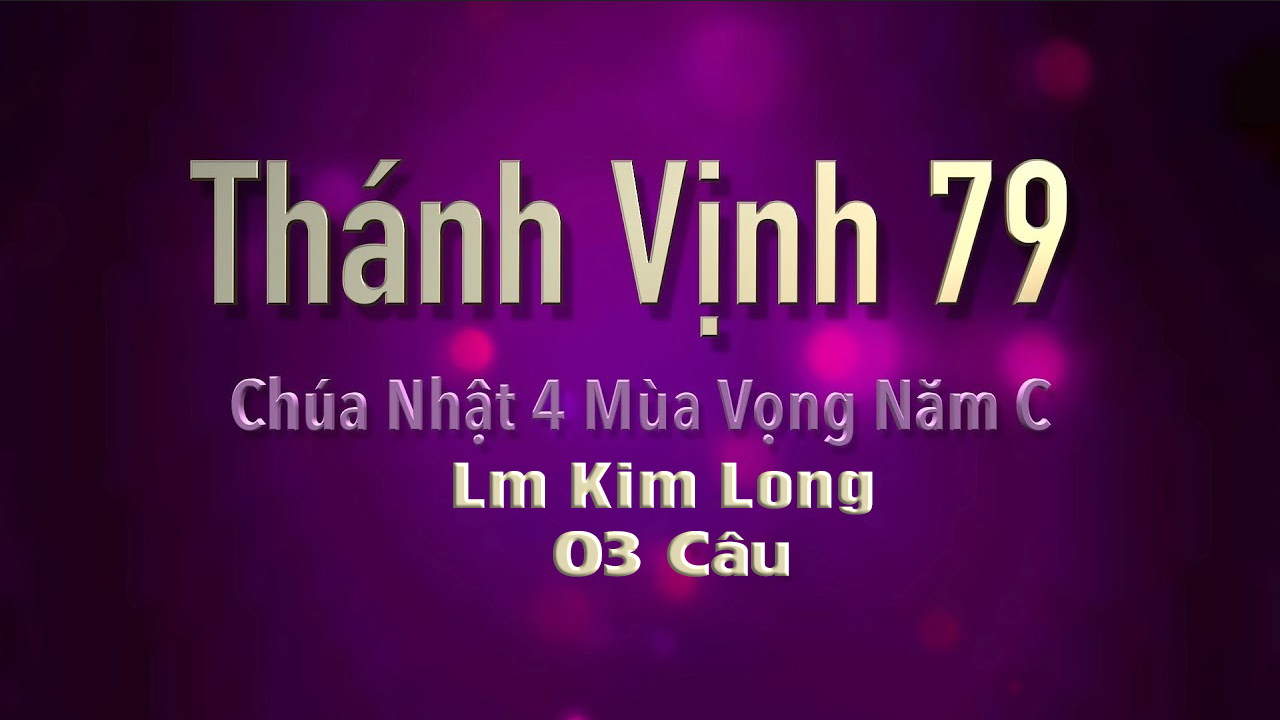 Thánh Vịnh 79
Chúa Nhật 4 Mùa Vọng Năm C
Lm Kim Long
03 Câu